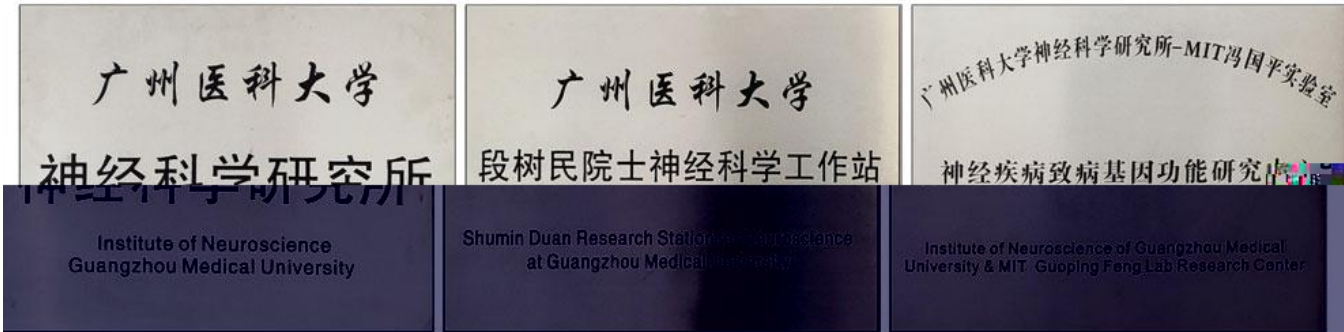 广州医科大学
神经科学研究所
Institute of Neuroscience
Guangzhou Medical University
广州医科大学
段树民院士神经科学工作站
Shumin Duan Research Station Neuroscience
at Guangzhou Medical
广州医科大学神经科学研究所-MIT冯国平实验室
神经疾病致病基因功能研究
Institute of Neuroscience of Guangzhou Medical
University & MIT Guoping Feng Lab Research Center